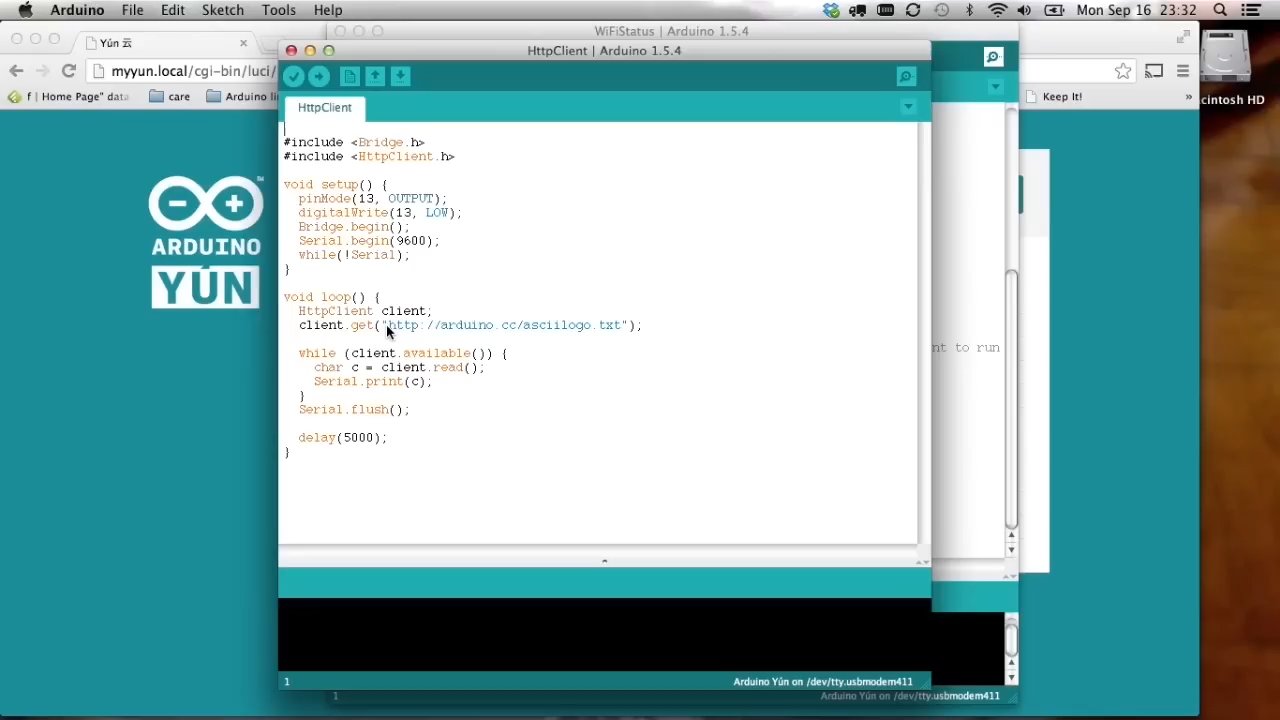 Arduino File Edit Sketch Tools Help Mon Sep 16 23:32
WiFiStatus | Arduino 1.5.4
Yún 云
HttpClient | Arduino 1.5.4
myyun.local/cgi-bin/luci/
f | Home Page" data
care
Arduino li
Keep It!
»
cintosh HD
HttpClient
#include <Bridge.h>
#include <HttpClient.h>
void setup() {
pinMode(13, OUTPUT);
digitalWrite(13, LOW);
Bridge.begin();
Serial.begin(9600);
while(!Serial);
}
void loop() {
HttpClient client;
client.get("http://arduino.cc/asciilogo.txt");
while (client.available()) {
char c = client.read();
Serial.print(c);
}
Serial.flush();
delay(5000);
}
ARDUINO
YÚN
nt to run
1
Arduino Yún on /dev/tty.usbmodem411
1
Arduino Yún on /dev/tty.usbmodem411